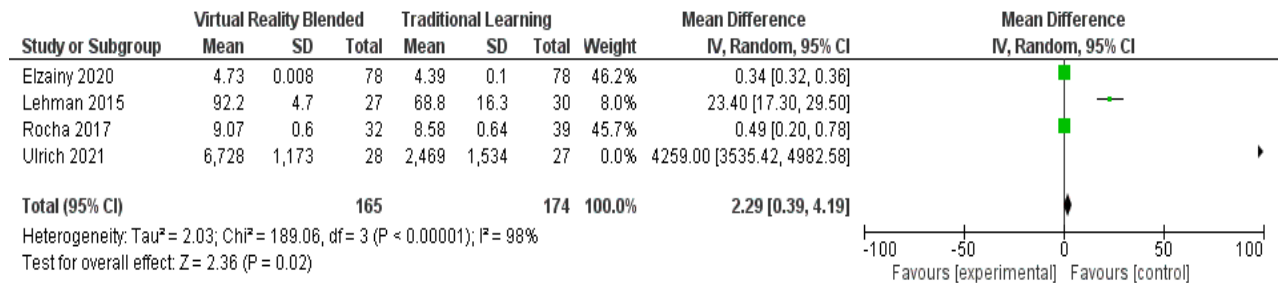 Virtual Reality Blended Traditional Learning Mean Difference Mean Difference
Study or Subgroup Mean SD Total Mean SD Total Weight IV, Random, 95% CI IV, Random, 95% CI
Elzainy 2020 4.73 0.008 78 4.39 0.1 78 46.2% 0.34 [0.32, 0.36]
Lehman 2015 92.2 4.7 27 68.8 16.3 30 8.0% 23.40 [17.30, 29.50]
Rocha 2017 9.07 0.6 32 8.58 0.64 39 45.7% 0.49 [0.20, 0.78]
Ulrich 2021 6,728 1,173 28 2,469 1,534 27 0.0% 4259.00 [3535.42, 4982.58]
Total (95% CI) 165 174 100.0% 2.29 [0.39, 4.19]
Heterogeneity: Tau² = 2.03; Chi² = 189.06, df = 3 (P < 0.00001); I² = 98%
Test for overall effect: Z = 2.36 (P = 0.02)
-100 -50 0 50 100
Favours [experimental] Favours [control]